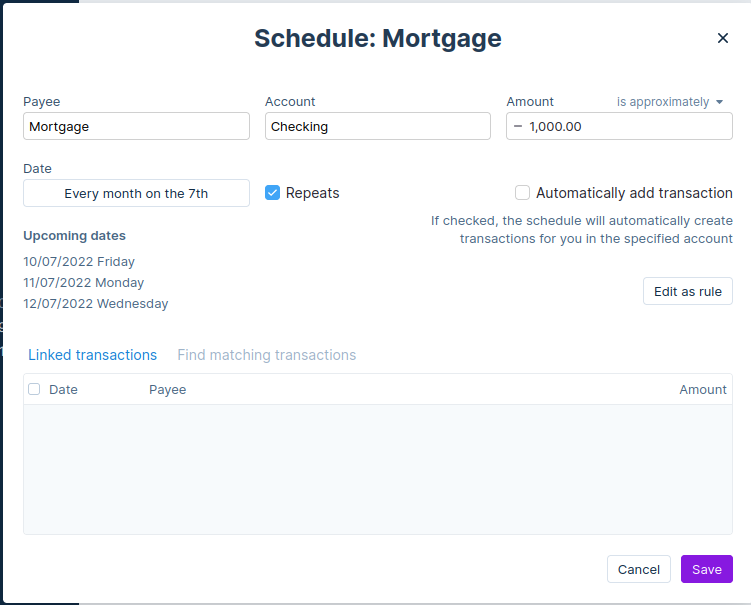 Schedule: Mortgage
Payee
Account
Amount
is approximately
Mortgage
Checking
− 1,000.00
Date
Every month on the 7th
Repeats
Automatically add transaction
If checked, the schedule will automatically create
transactions for you in the specified account
Upcoming dates
10/07/2022 Friday
11/07/2022 Monday
12/07/2022 Wednesday
Edit as rule
Linked transactions
Find matching transactions
Date
Payee
Amount
Cancel
Save